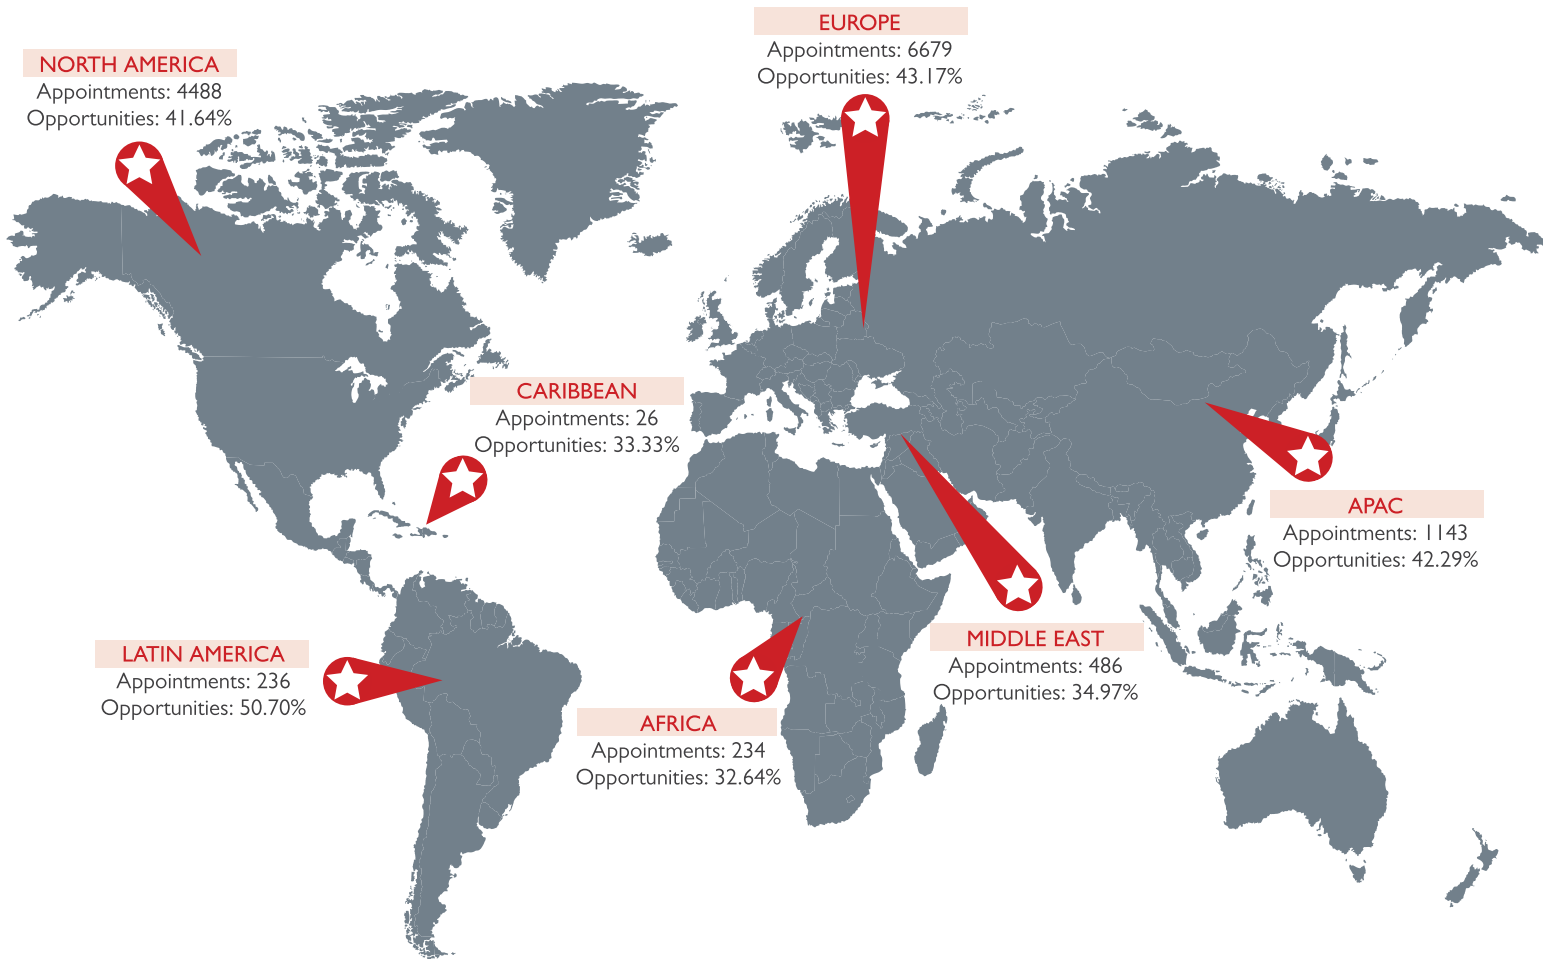 EUROPE
Appointments: 6679
Opportunities: 43.17%
NORTH AMERICA
Appointments: 4488
Opportunities: 41.64%
CARIBBEAN
Appointments: 26
Opportunities: 33.33%
APAC
Appointments: 1143
Opportunities: 42.29%
MIDDLE EAST
Appointments: 486
Opportunities: 34.97%
LATIN AMERICA
Appointments: 236
Opportunities: 50.70%
AFRICA
Appointments: 234
Opportunities: 32.64%